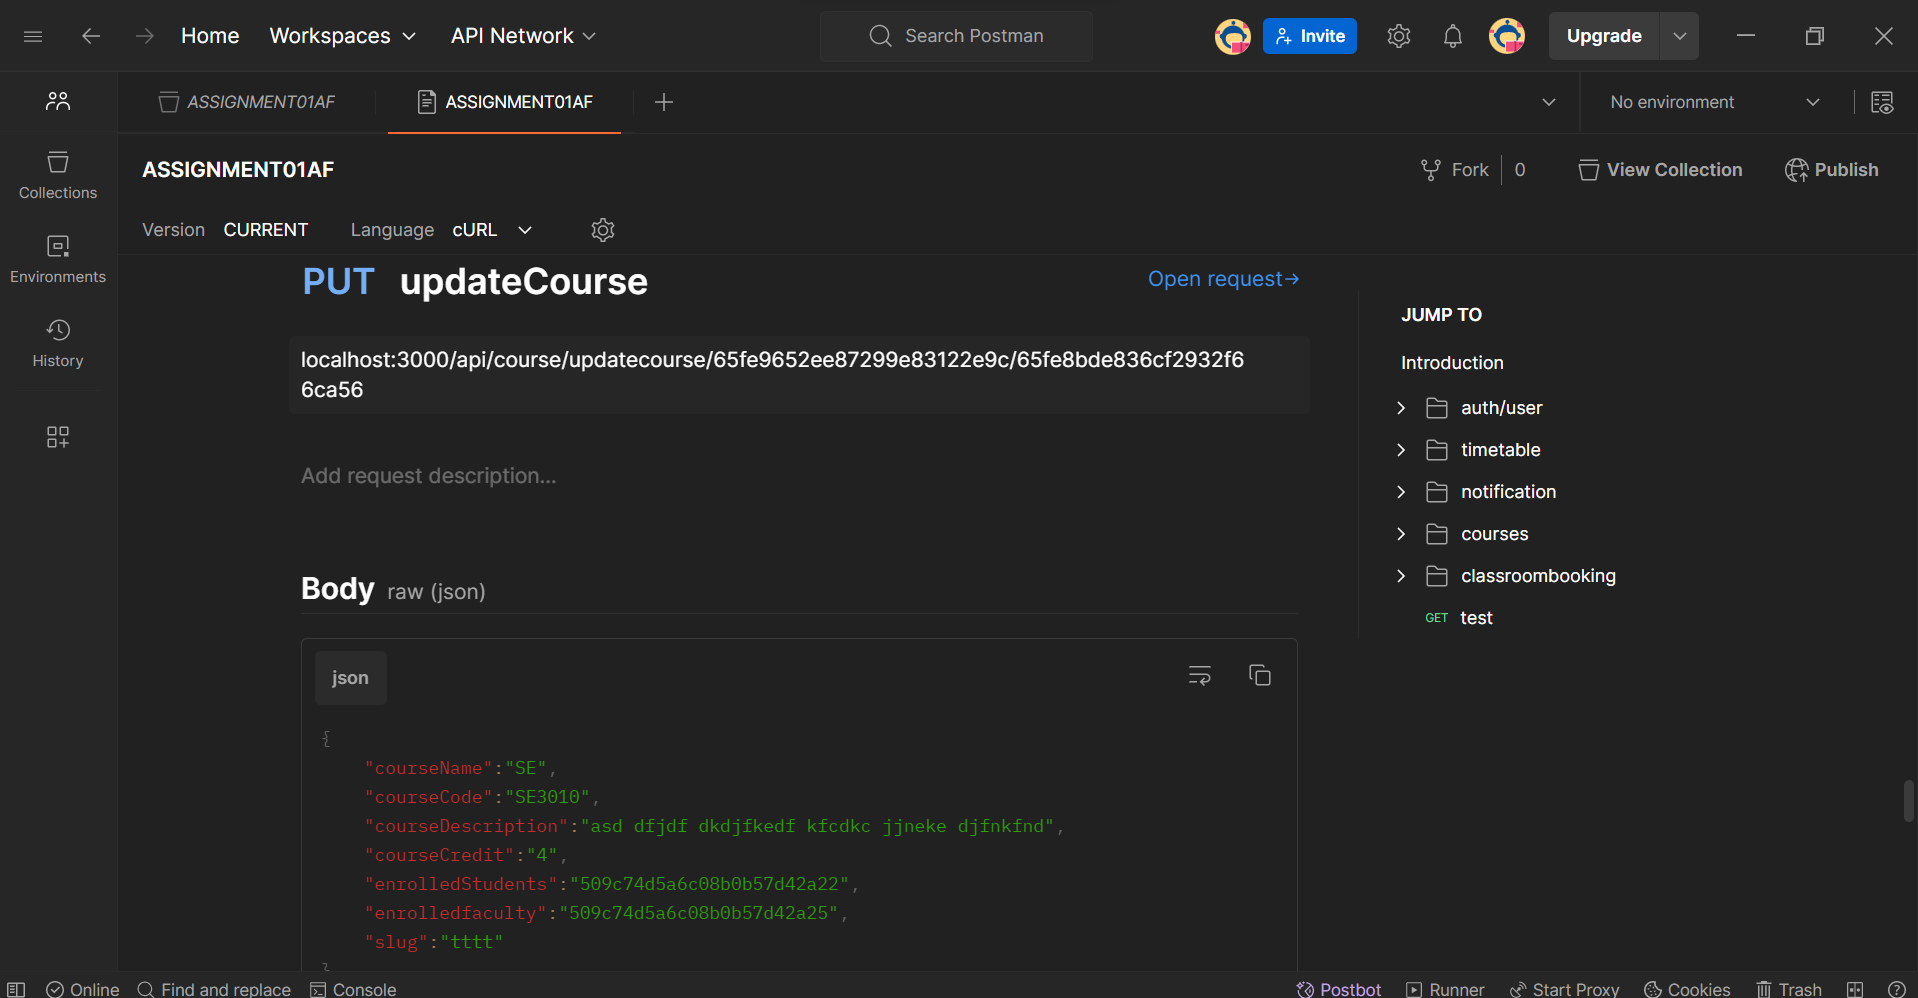 Home Workspaces API Network Search Postman Invite Upgrade
ASSIGNMENT01AF ASSIGNMENT01AF No environment
ASSIGNMENT01AF Fork 0 View Collection Publish
Version CURRENT Language cURL
Collections
Environments
History
PUT updateCourse Open request→
localhost:3000/api/course/updatecourse/65fe9652ee87299e83122e9c/65fe8bde836cf2932f6
6ca56
Add request description...
Body raw (json)
json
{
"courseName":"SE",
"courseCode":"SE3010",
"courseDescription":"asd dfjdf dkdjfkedf kfcdkc jjneke djfnkfnd",
"courseCredit":"4",
"enrolledStudents":"509c74d5a6c08b0b57d42a22",
"enrolledfaculty":"509c74d5a6c08b0b57d42a25",
"slug":"tttt"
}
JUMP TO
Introduction
auth/user
timetable
notification
courses
classroombooking
GET test
Online Find and replace Console Postbot Runner Start Proxy Cookies Trash